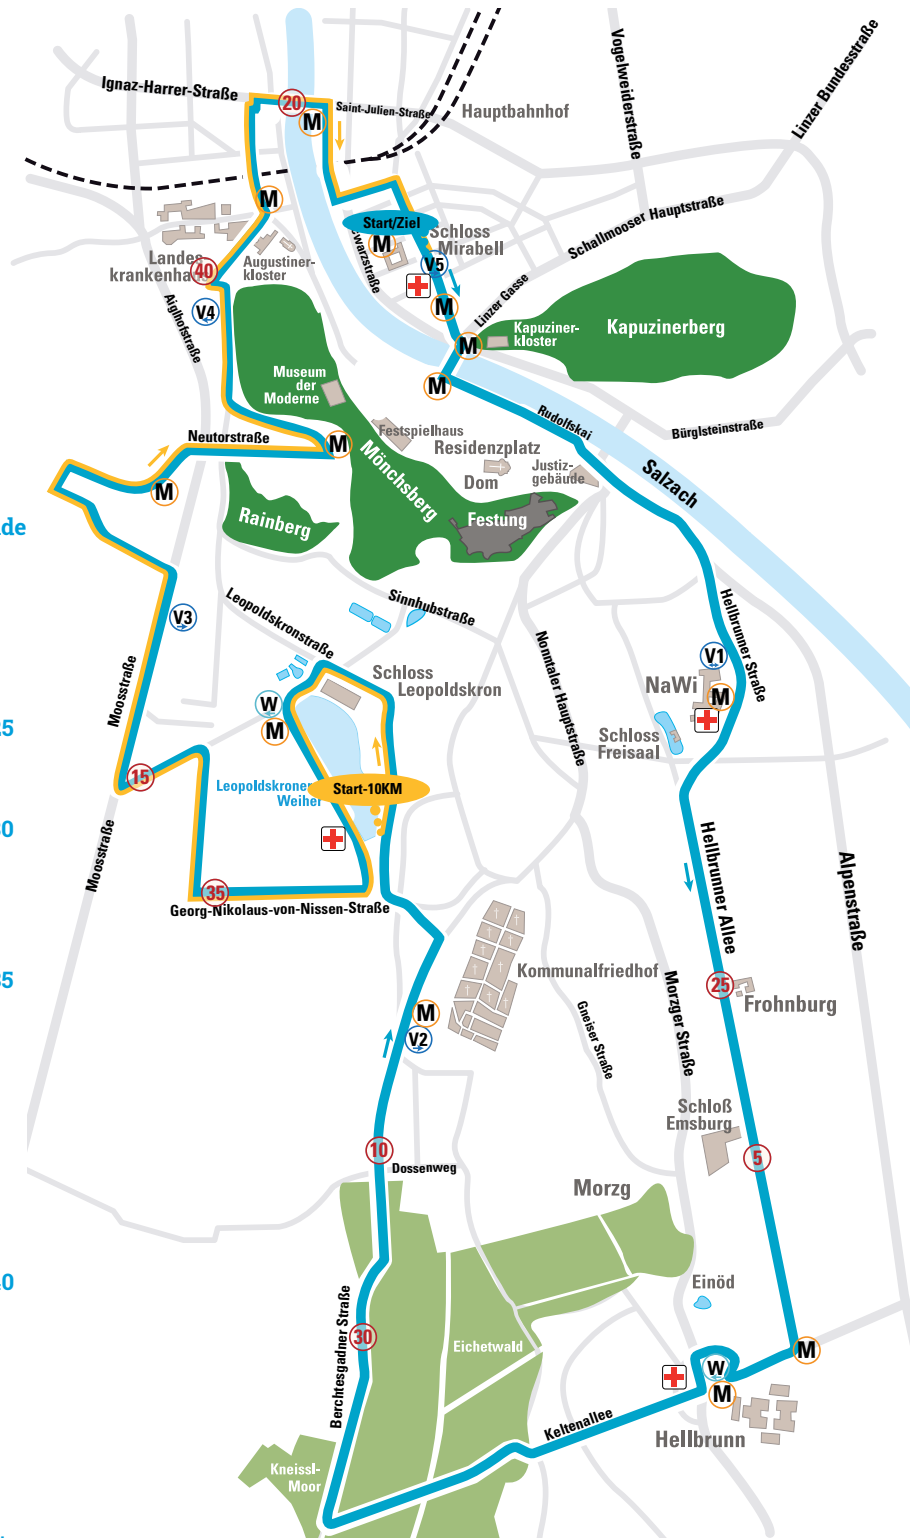 Ignaz-Harrer-Straße
20
Saint-Julien-Straße
M
Hauptbahnhof
Vogelweiderstraße
Linzer Bundesstraße
M
Start/Ziel
M
Schloss
Mirabell
Schallmooser Hauptstraße
Landes
krankenha
40
Augustiner-
kloster
V5
V4
Aiglhofstraße
M
Linzer Gasse
M
Kapuziner-
kloster
Kapuzinerberg
Museum
der
Moderne
M
Rudolfskai
Bürglsteinstraße
Neutorstraße
M
Festspielhaus
Residenzplatz
Mönchsberg
Dom
Justiz-
gebäude
Salzach
M
Rainberg
Festung
de
V3
Leopoldskronstraße
Sinnhubstraße
Hellbrunner Straße
V1
NaWi
M
Nonntaler Hauptstraße
Schloss
Freisaal
Schloss
Leopoldskron
W
M
Moosstraße
5
15
Leopoldskroner
Weiher
Start-10KM
0
Moosstraße
35
Georg-Nikolaus-von-Nissen-Straße
Hellbrunner Allee
Alpenstraße
Kommunalfriedhof
35
25
Frohnburg
M
V2
Gneiser Straße
Morzger Straße
Schloß
Emsburg
5
10
Dossenweg
Morzg
Einöd
0
Berchtesgadner Straße
30
Eichetwald
M
W
M
Keltenallee
Hellbrunn
Kneissl-
Moor